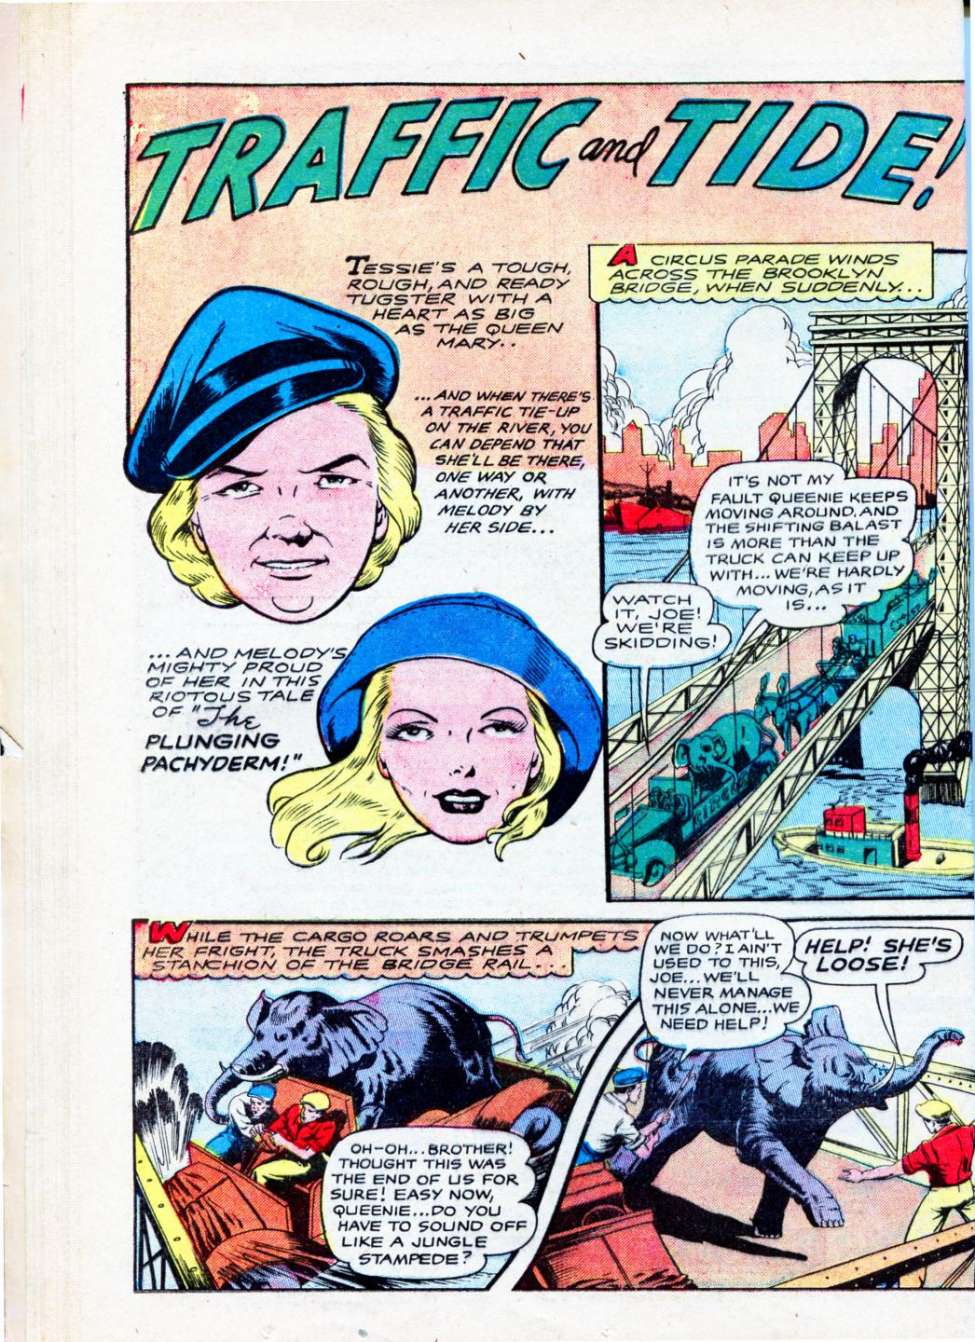 TRAFFIC and TIDE!
TESSIE'S A TOUGH,
ROUGH, AND READY
TUGSTER WITH A
HEART AS BIG
AS THE QUEEN
MARY..
...AND WHEN THERE'S
A TRAFFIC TIE-UP
ON THE RIVER, YOU
CAN DEPEND THAT
SHE'LL BE THERE,
ONE WAY OR
ANOTHER, WITH
MELODY BY
HER SIDE...
...AND MELODY'S
MIGHTY PROUD
OF HER IN THIS
RIOTOUS TALE
OF "The
PLUNGING
PACHYDERM!"
A CIRCUS PARADE WINDS
ACROSS THE BROOKLYN
BRIDGE, WHEN SUDDENLY...
IT'S NOT MY
FAULT QUEENIE KEEPS
MOVING AROUND, AND
THE SHIFTING BALAST
IS MORE THAN THE
TRUCK CAN KEEP UP
WITH... WE'RE HARDLY
MOVING, AS IT
IS...
WATCH
IT, JOE!
WE'RE
SKIDDING!
WHILE THE CARGO ROARS AND TRUMPETS
HER FRIGHT, THE TRUCK SMASHES A
STANCHION OF THE BRIDGE RAIL...
OH-OH... BROTHER!
THOUGHT THIS WAS
THE END OF US FOR
SURE! EASY NOW,
QUEENIE... DO YOU
HAVE TO SOUND OFF
LIKE A JUNGLE
STAMPEDE?
NOW WHAT'LL
WE DO? I AIN'T
USED TO THIS,
JOE... WE'LL
NEVER MANAGE
THIS ALONE... WE
NEED HELP!
HELP! SHE'S
LOOSE!